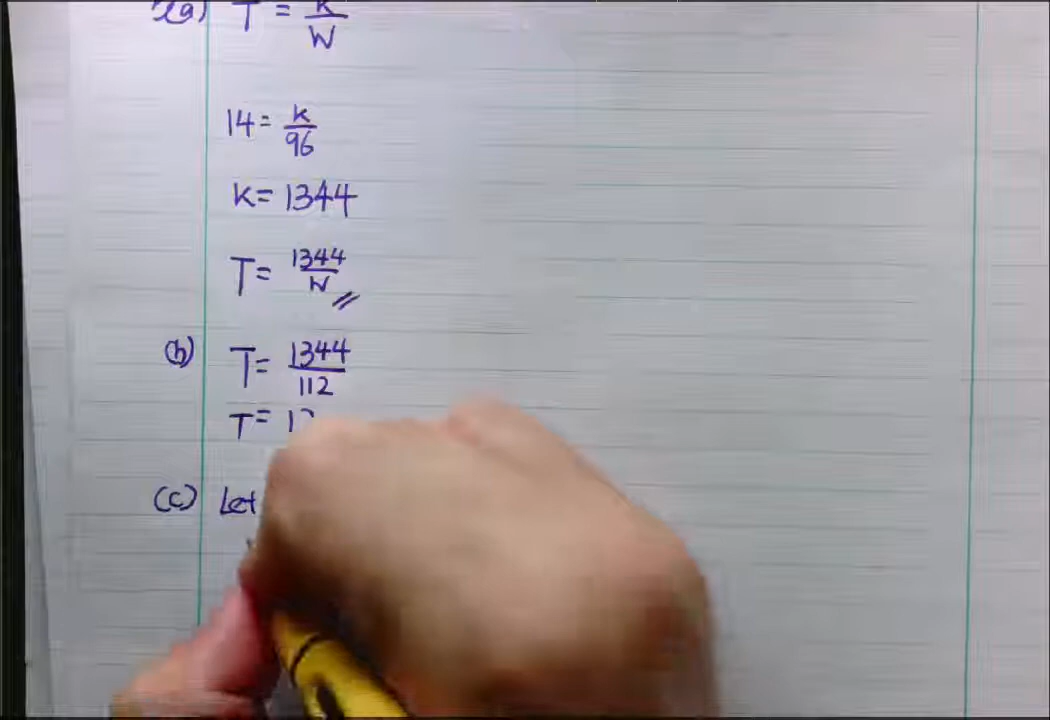 T = K/W
14 = K/96
K = 1344
T = 1344/W
(b) T = 1344/112
T =
(c) Let